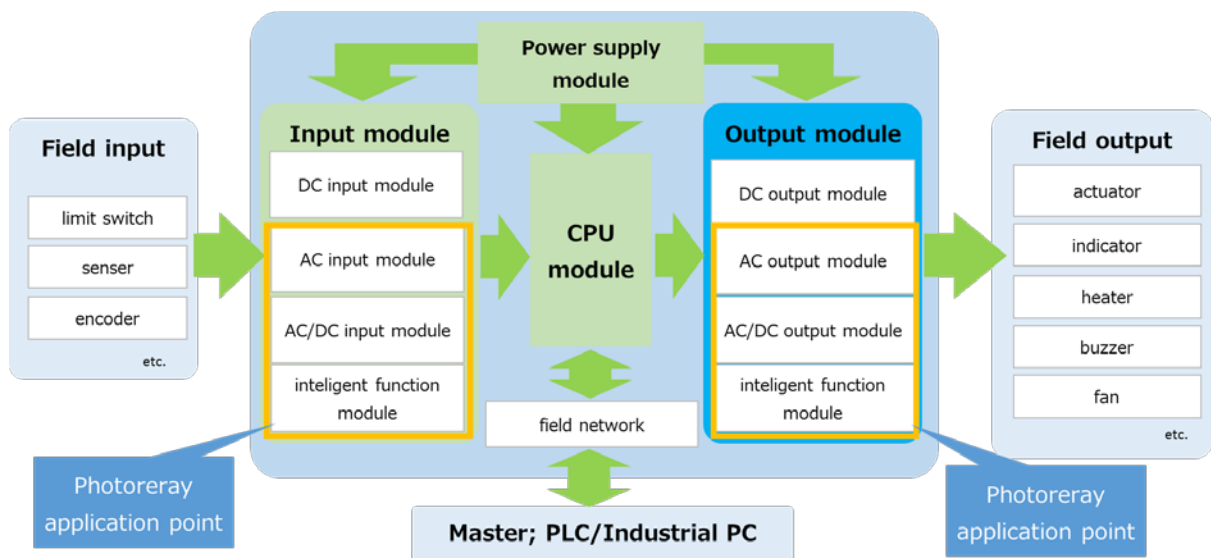 Power supply
module
Field input
limit switch
senser
encoder
etc.
Input module
DC input module
AC input module
AC/DC input module
inteligent function
module
CPU
module
field network
Output module
DC output module
AC output module
AC/DC output module
inteligent function
module
Field output
actuator
indicator
heater
buzzer
fan
etc.
Photoreray
application point
Photoreray
application point
Master; PLC/Industrial PC